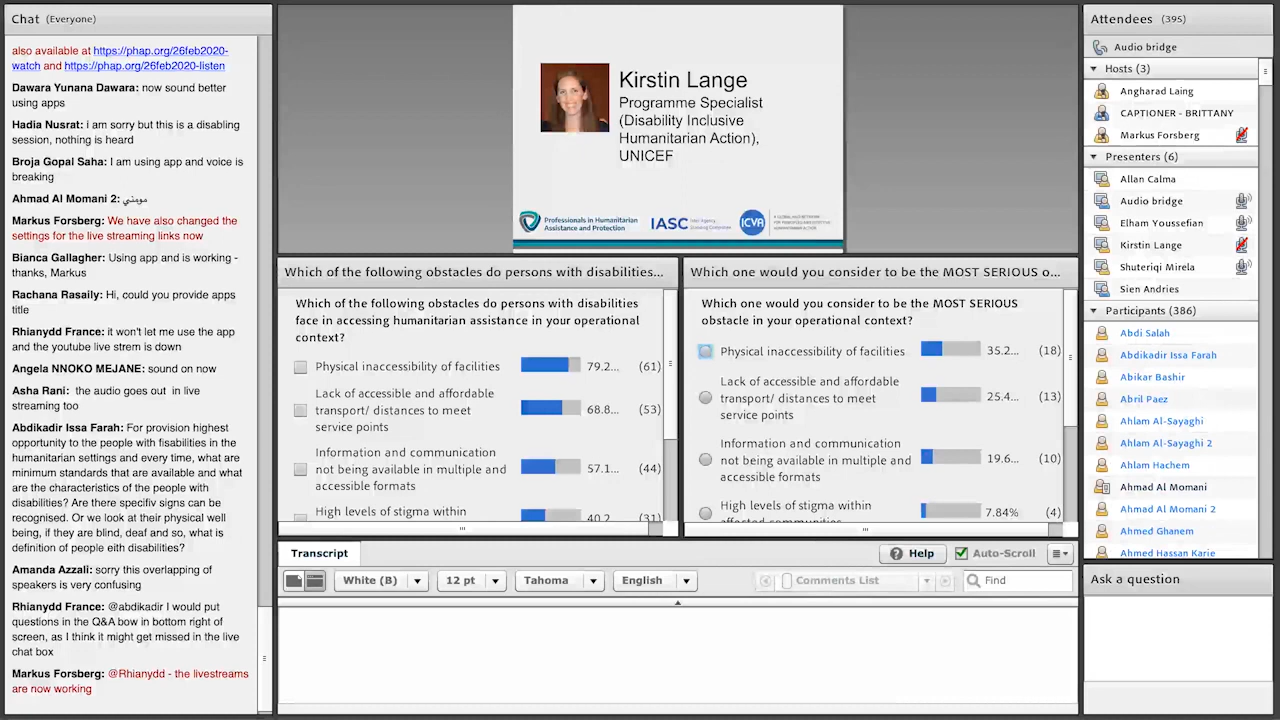 Chat (Everyone)
also available at https://phap.org/26feb2020-
watch and https://phap.org/26feb2020-listen
Dawara Yunana Dawara: now sound better
using apps
Hadia Nusrat: i am sorry but this is a disabling
session, nothing is heard
Broja Gopal Saha: I am using app and voice is
breaking
Ahmad Al Momani 2: مومني
Markus Forsberg: We have also changed the
settings for the live streaming links now
Bianca Gallagher: Using app and is working -
thanks, Markus
Rachana Rasaily: Hi, could you provide apps
title
Rhianydd France: it won't let me use the app
and the youtube live strem is down
Angela NNOKO MEJANE: sound on now
Asha Rani: the audio goes out in live
streaming too
Abdikadir Issa Farah: For provision highest
opportunity to the people with fisabilities in the
humanitarian settings and every time, what are
minimum standards that are available and what
are the characteristics of the people with
disabilities? Are there specifiv signs can be
recognised. Or we look at their physical well
being, if they are blind, deaf and so, what is
definition of people eith disabilities?
Amanda Azzali: sorry this overlapping of
speakers is very confusing
Rhianydd France: @abdikadir I would put
questions in the Q&A bow in bottom right of
screen, as I think it might get missed in the live
chat box
Markus Forsberg: @Rhianydd - the livestreams
are now working
Kirstin Lange
Programme Specialist
(Disability Inclusive
Humanitarian Action),
UNICEF
Professionals in Humanitarian
Assistance and Protection
IASC
ICVA
Which of the following obstacles do persons with disabilities...
Which of the following obstacles do persons with disabilities
face in accessing humanitarian assistance in your operational
context?
Physical inaccessibility of facilities 79.2... (61)
Lack of accessible and affordable
transport/ distances to meet 68.8... (53)
service points
Information and communication
not being available in multiple and 57.1... (44)
accessible formats
High levels of stigma within 40.2... (31)
Which one would you consider to be the MOST SERIOUS o...
Which one would you consider to be the MOST SERIOUS
obstacle in your operational context?
Physical inaccessibility of facilities 35.2... (18)
Lack of accessible and affordable
transport/ distances to meet 25.4... (13)
service points
Information and communication
not being available in multiple and 19.6... (10)
accessible formats
High levels of stigma within 7.84% (4)
affected communities
Transcript
Help
Auto-Scroll
White (B) 12 pt Tahoma English Comments List Find
Attendees (395)
Audio bridge
Hosts (3)
Angharad Laing
CAPTIONER - BRITTANY
Markus Forsberg
Presenters (6)
Allan Calma
Audio bridge
Elham Youssefian
Kirstin Lange
Shuteriqi Mirela
Sien Andries
Participants (386)
Abdi Salah
Abdikadir Issa Farah
Abikar Bashir
Abril Paez
Ahlam Al-Sayaghi
Ahlam Al-Sayaghi 2
Ahlam Hachem
Ahmad Al Momani
Ahmad Al Momani 2
Ahmed Ghanem
Ahmed Hassan Karie
Ask a question